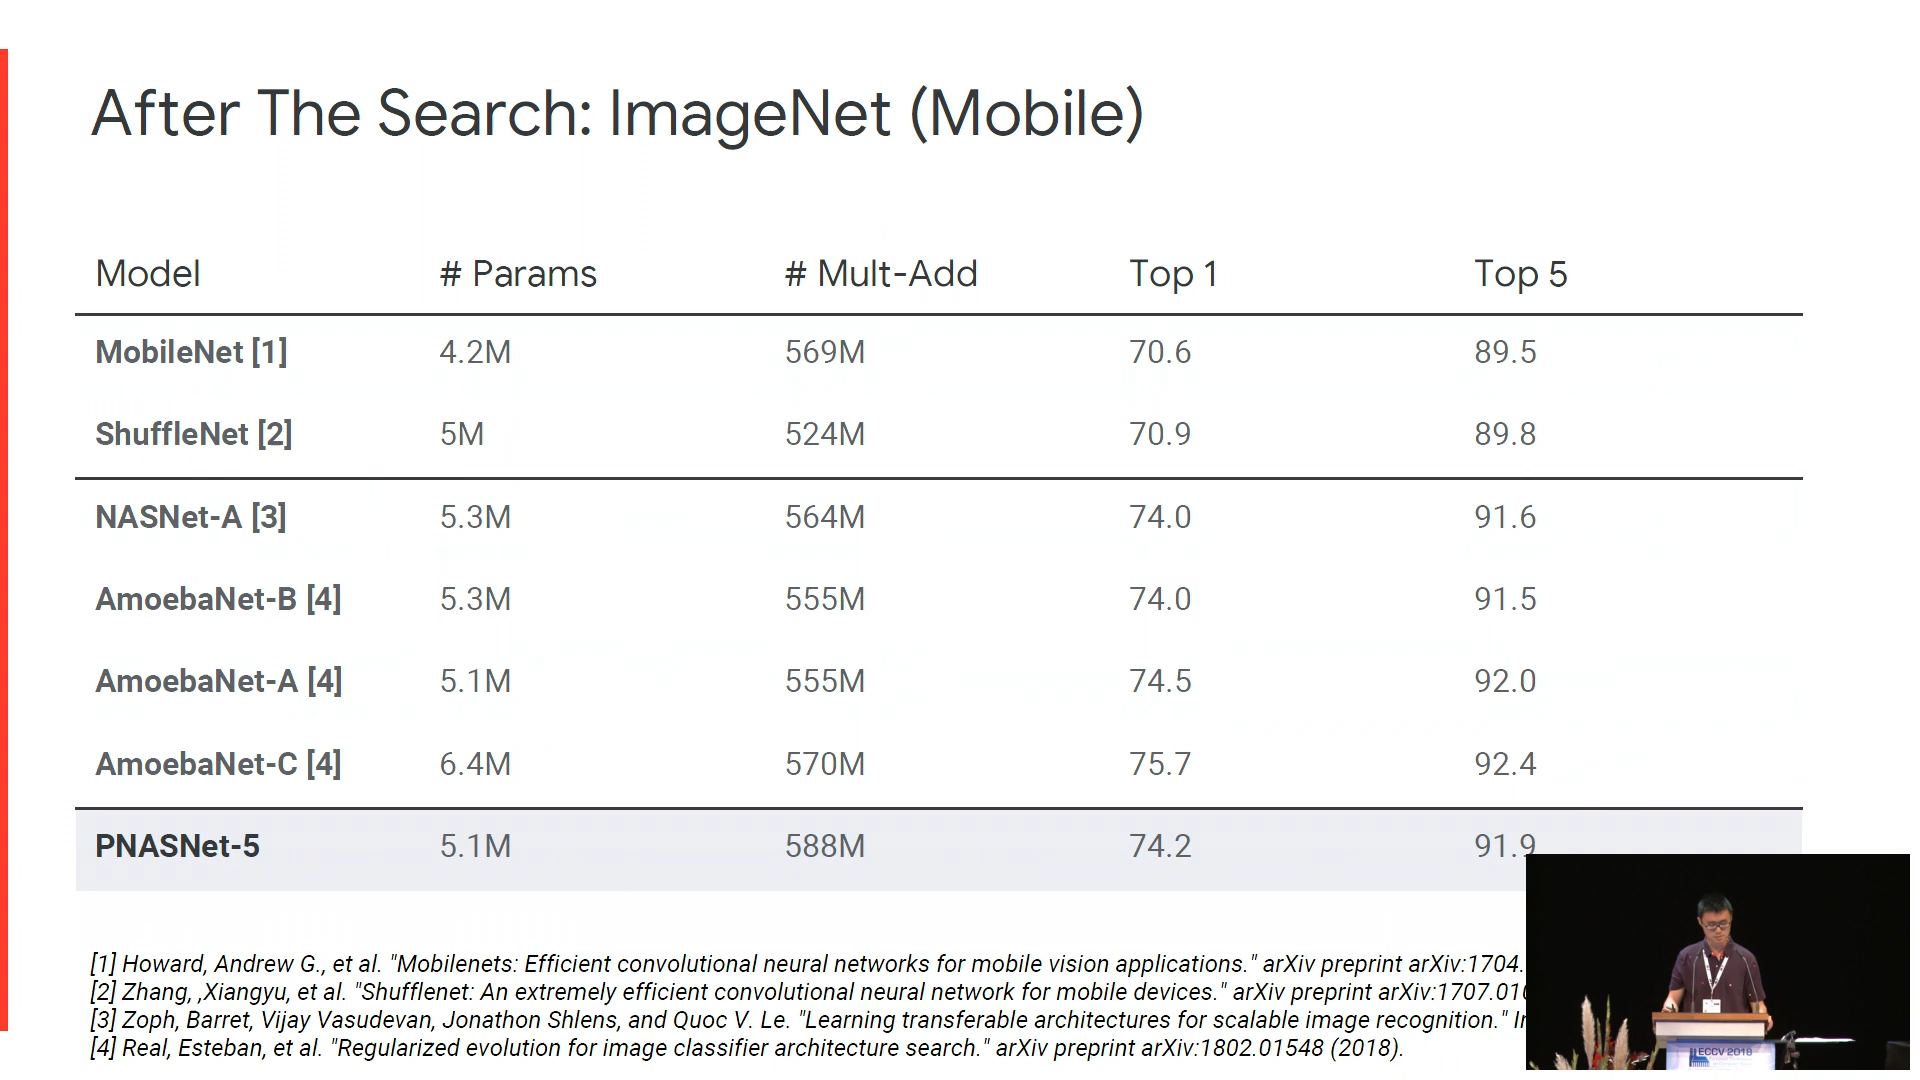 After The Search: ImageNet (Mobile)
Model # Params # Mult-Add Top 1 Top 5
MobileNet [1] 4.2M 569M 70.6 89.5
ShuffleNet [2] 5M 524M 70.9 89.8
NASNet-A [3] 5.3M 564M 74.0 91.6
AmoebaNet-B [4] 5.3M 555M 74.0 91.5
AmoebaNet-A [4] 5.1M 555M 74.5 92.0
AmoebaNet-C [4] 6.4M 570M 75.7 92.4
PNASNet-5 5.1M 588M 74.2 91.9
[1] Howard, Andrew G., et al. "Mobilenets: Efficient convolutional neural networks for mobile vision applications." arXiv preprint arXiv:1704.
[2] Zhang, ,Xiangyu, et al. "Shufflenet: An extremely efficient convolutional neural network for mobile devices." arXiv preprint arXiv:1707.01
[3] Zoph, Barret, Vijay Vasudevan, Jonathon Shlens, and Quoc V. Le. "Learning transferable architectures for scalable image recognition."
[4] Real, Esteban, et al. "Regularized evolution for image classifier architecture search." arXiv preprint arXiv:1802.01548 (2018).
ECCV 2018